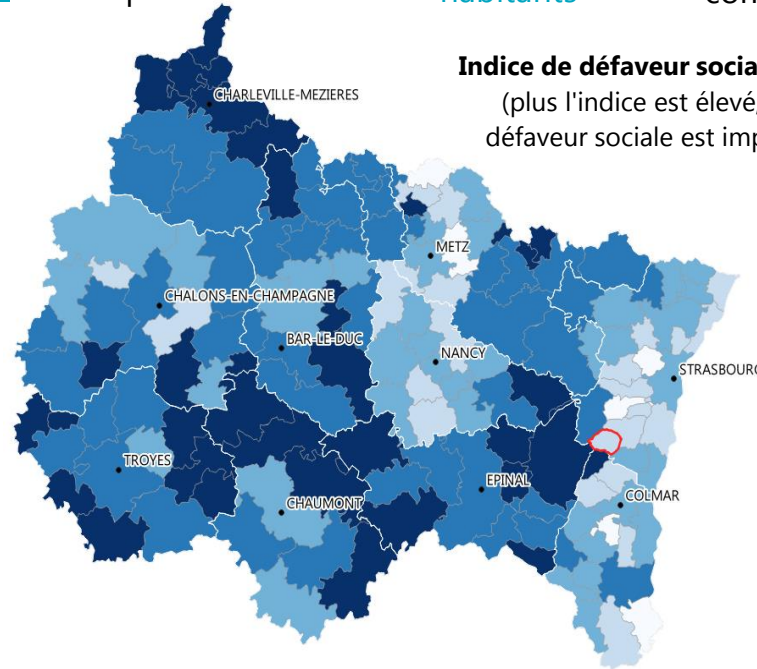 habitants
Indice de défaveur socia
(plus l'indice est élevé,
défaveur sociale est imp
CHARLEVILLE-MEZIERES
METZ
CHALONS-EN-CHAMPAGNE
BAR-LE-DUC
NANCY
STRASBOURG
TROYES
EPINAL
CHAUMONT
COLMAR